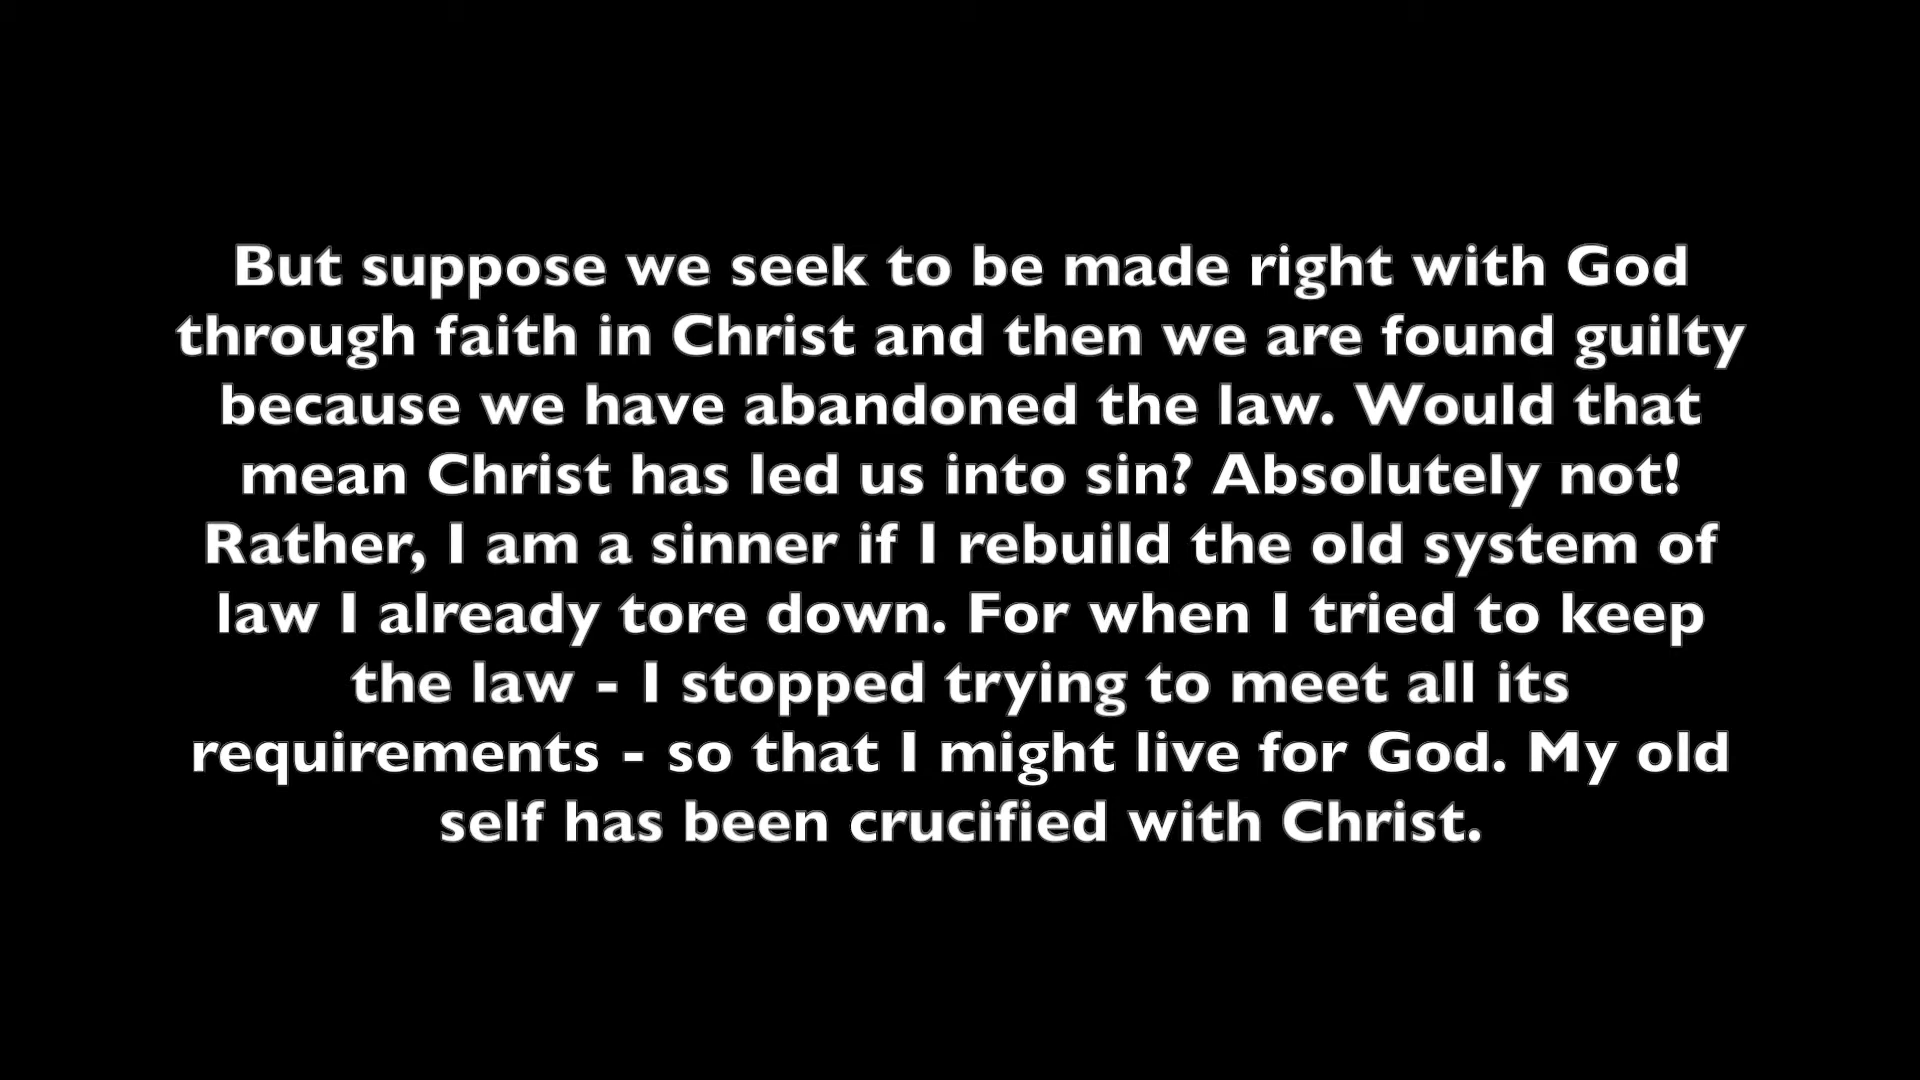 But suppose we seek to be made right with God
through faith in Christ and then we are found guilty
because we have abandoned the law. Would that
mean Christ has led us into sin? Absolutely not!
Rather, I am a sinner if I rebuild the old system of
law I already tore down. For when I tried to keep
the law - I stopped trying to meet all its
requirements - so that I might live for God. My old
self has been crucified with Christ.